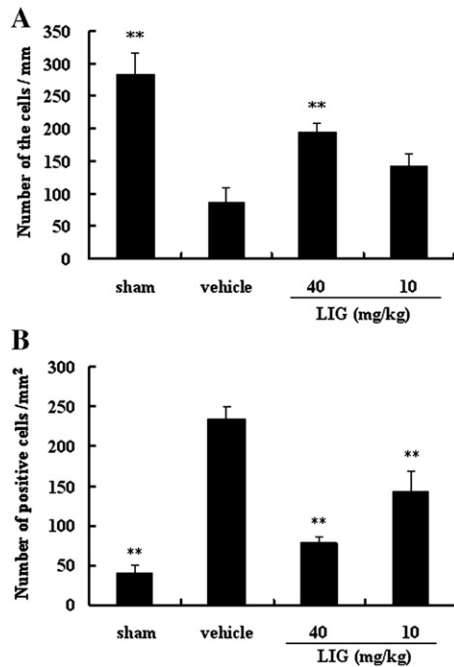 A
Number of the cells / mm
350
300
250
200
150
100
50
0
**
**
sham vehicle 40 10
LIG (mg/kg)
B
Number of positive cells /mm²
300
250
200
150
100
50
0
**
**
**
sham vehicle 40 10
LIG (mg/kg)